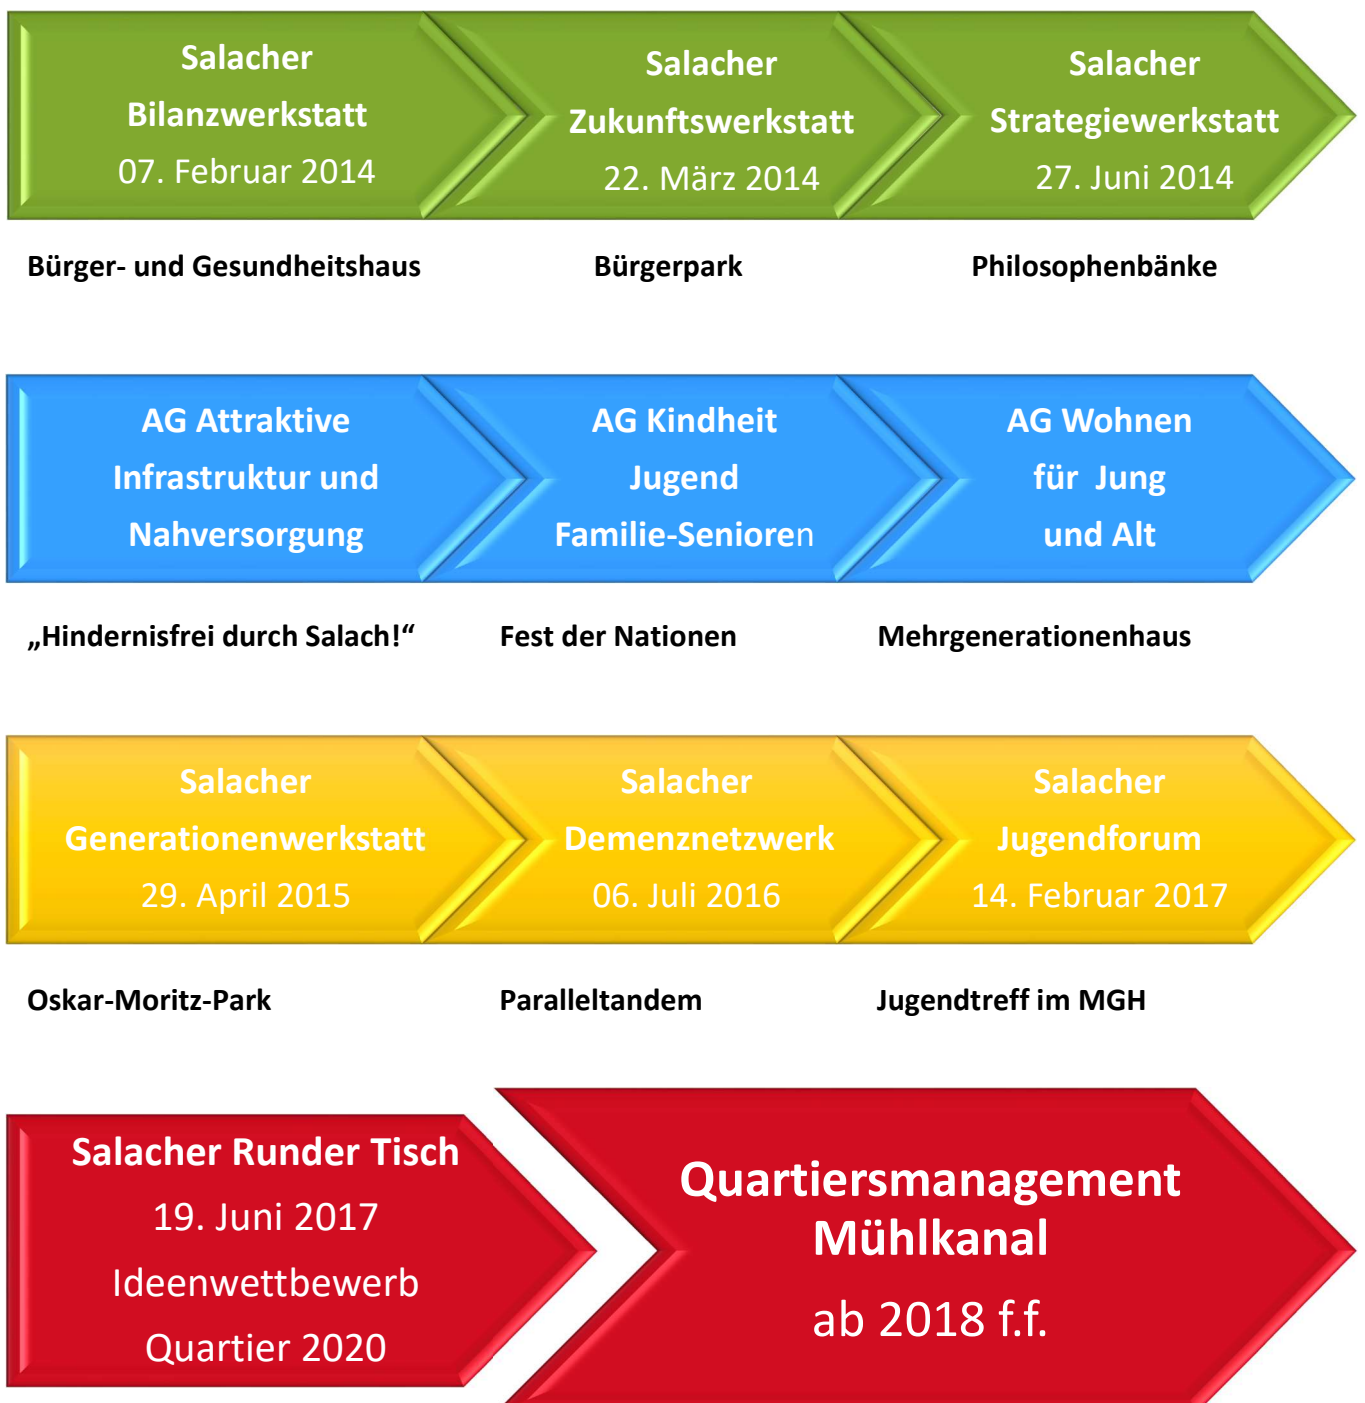 Salacher
Bilanzwerkstatt
07. Februar 2014
Salacher
Zukunftswerkstatt
22. März 2014
Salacher
Strategiewerkstatt
27. Juni 2014
Bürger- und Gesundheitshaus
Bürgerpark
Philosophenbänke
AG Attraktive
Infrastruktur und
Nahversorgung
AG Kindheit
Jugend
Familie-Senioren
AG Wohnen
für Jung
und Alt
„Hindernisfrei durch Salach!“
Fest der Nationen
Mehrgenerationenhaus
Salacher
Generationenwerkstatt
29. April 2015
Salacher
Demenznetzwerk
06. Juli 2016
Salacher
Jugendforum
14. Februar 2017
Oskar-Moritz-Park
Paralleltandem
Jugendtreff im MGH
Salacher Runder Tisch
19. Juni 2017
Ideenwettbewerb
Quartier 2020
Quartiersmanagement
Mühlkanal
ab 2018 f.f.